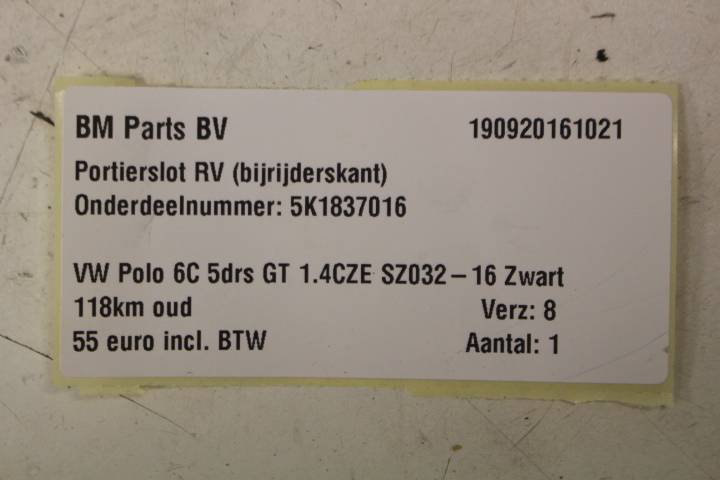 BM Parts BV 190920161021
Portierslot RV (bijrijderskant)
Onderdeelnummer: 5K1837016
VW Polo 6C 5drs GT 1.4CZE SZ032-16 Zwart
118km oud Verz: 8
55 euro incl. BTW Aantal: 1